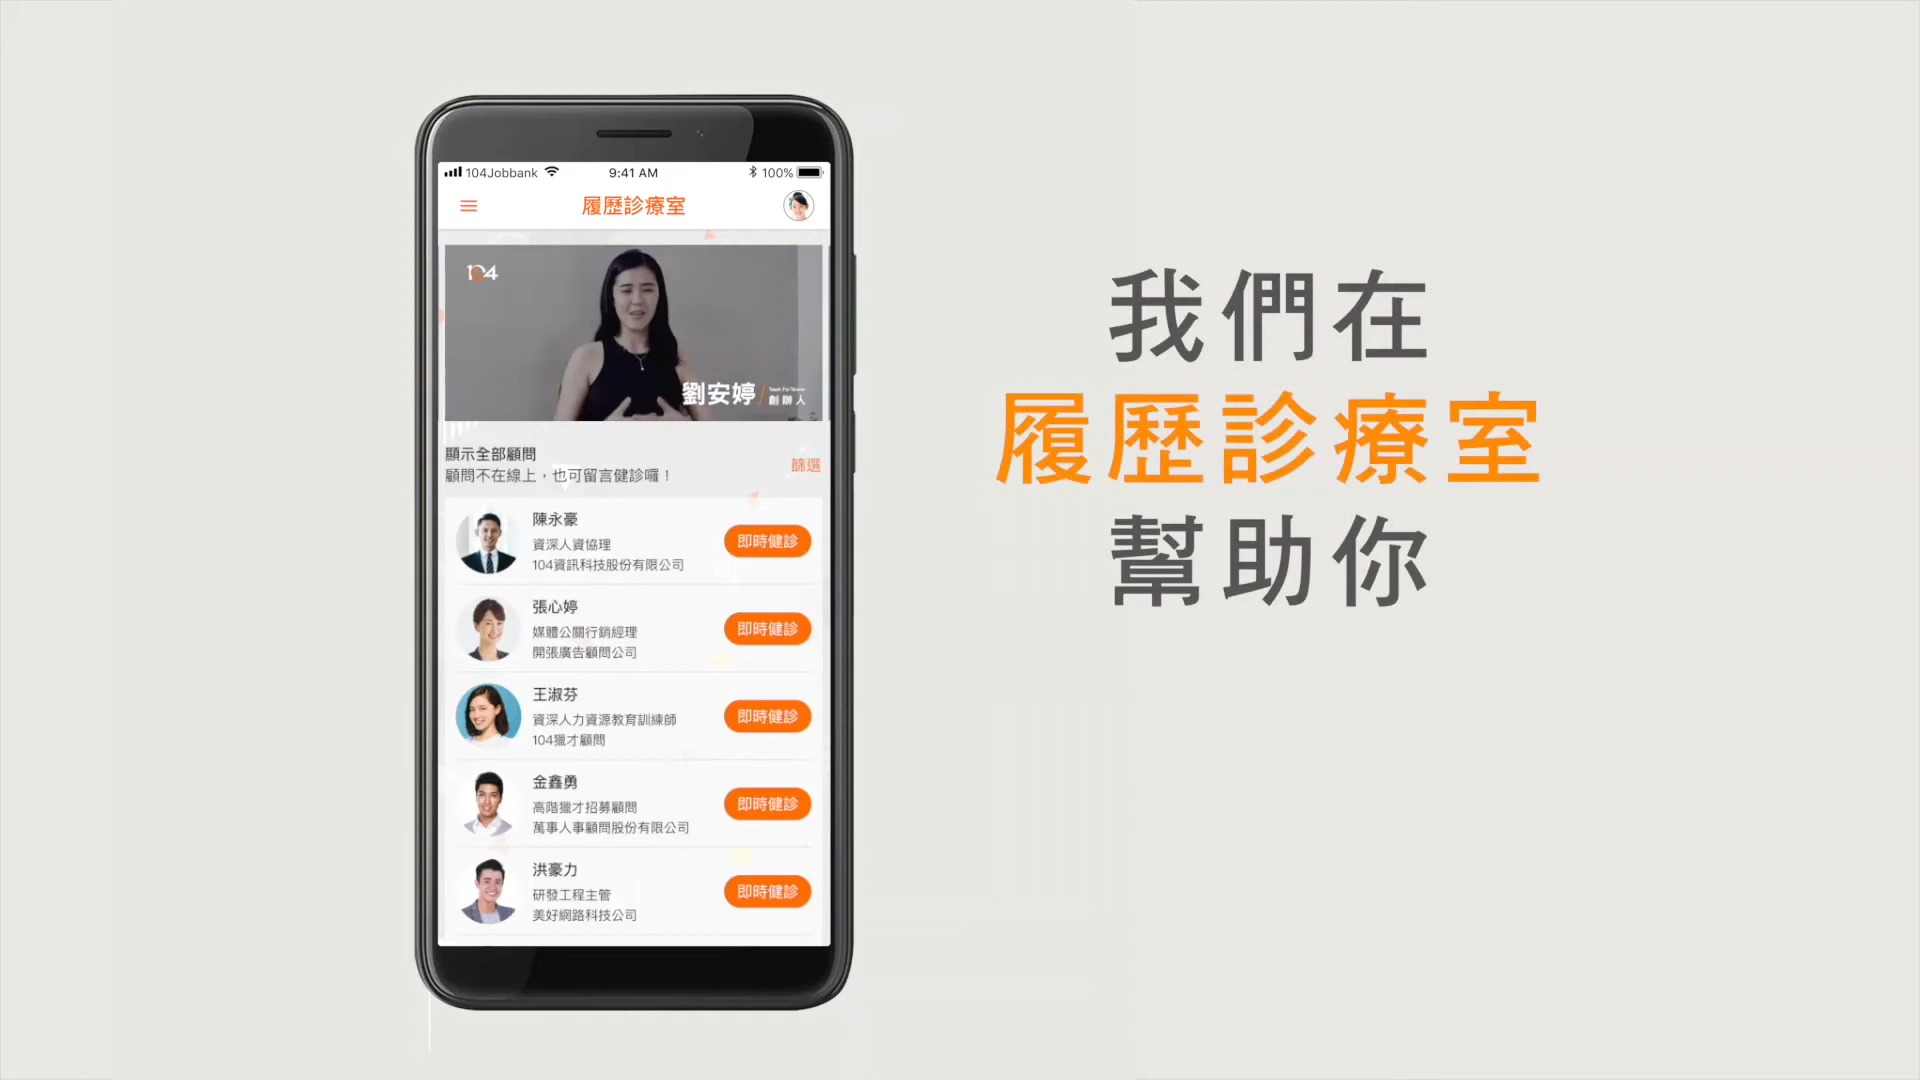 104Jobbank
9:41 AM
100%
履歷診療室
104
劉安婷
Teach For Taiwan
創辦人
顯示全部顧問
顧問不在線上，也可留言健診囉！
篩選
陳永豪
資深人資協理
104資訊科技股份有限公司
即時健診
張心婷
媒體公關行銷經理
開張廣告顧問公司
即時健診
王淑芬
資深人力資源教育訓練師
104獵才顧問
即時健診
金鑫勇
高階獵才招募顧問
萬事人事顧問股份有限公司
即時健診
洪豪力
研發工程主管
美好網路科技公司
即時健診
我們在
履歷診療室
幫助你